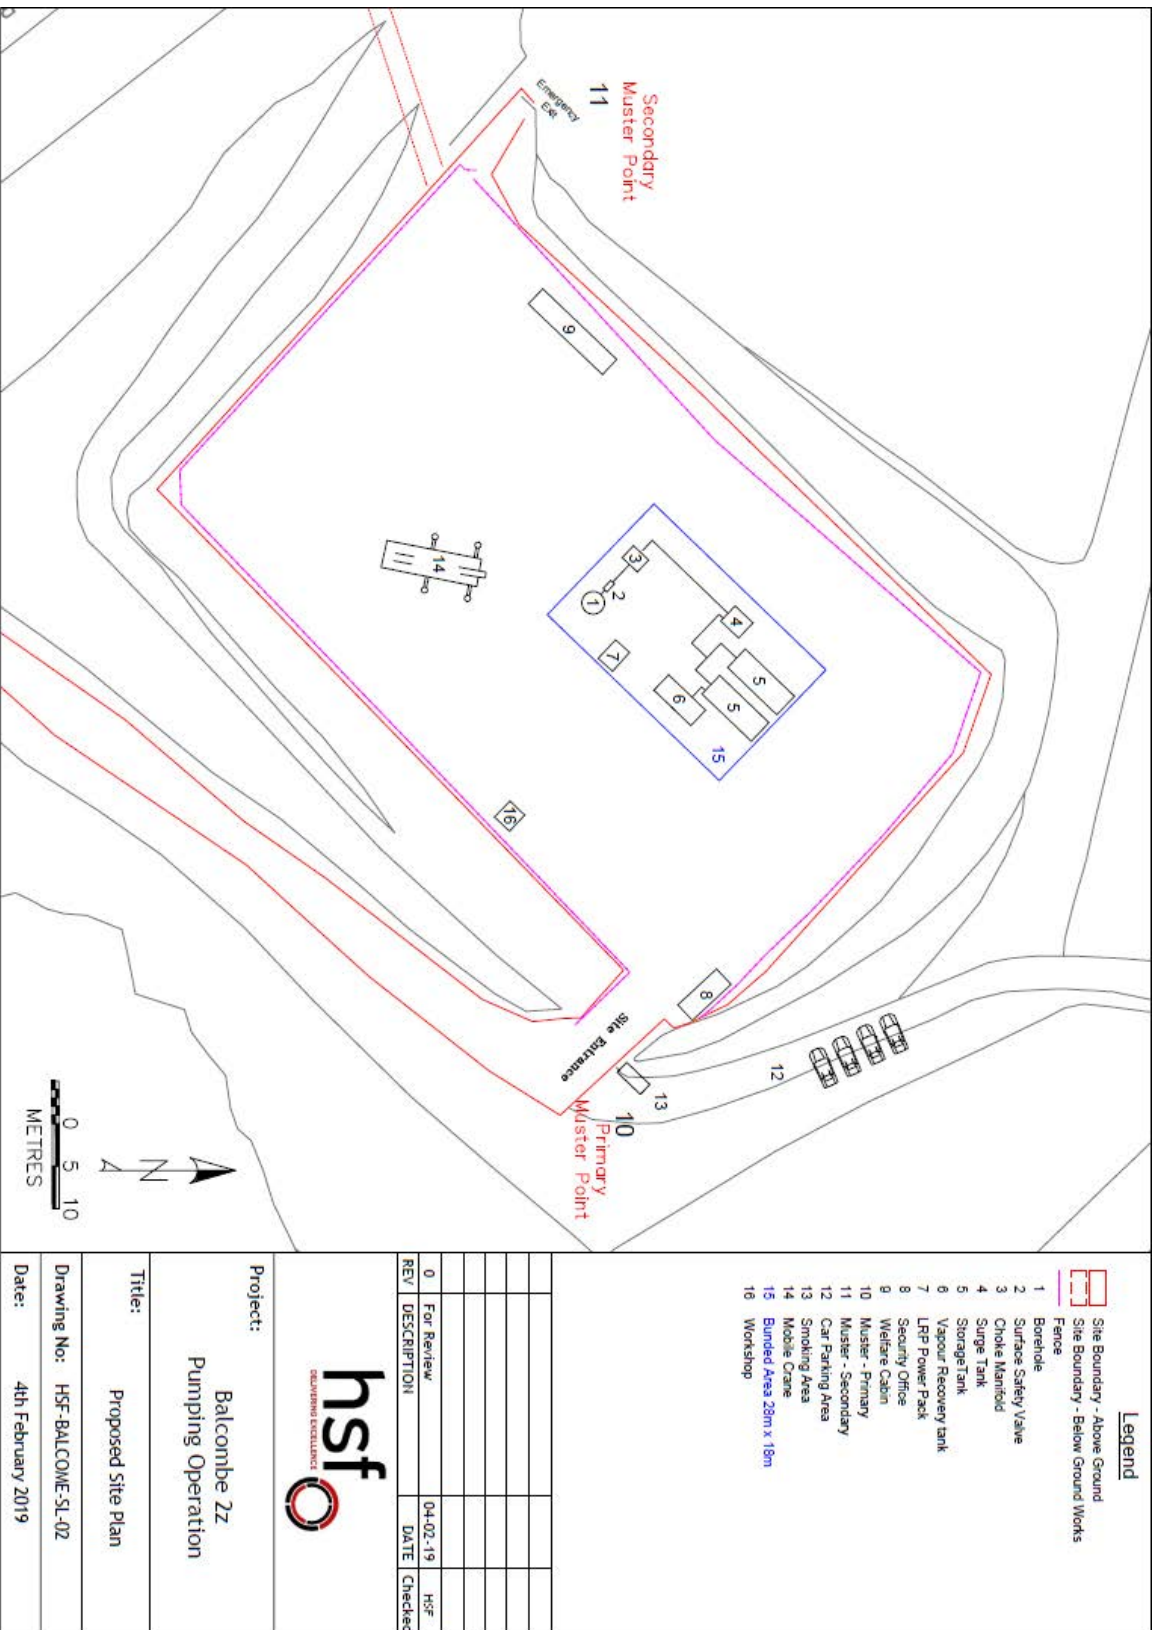 Secondary
Muster Point
11
Emergency
Exit
9
3
2
1
4
7
5
5
6
15
14
16
8
Site Entrance
13
12
10
Primary
Muster Point
0 5 10
METRES
N
Legend
Site Boundary - Above Ground
Site Boundary - Below Ground Works
Fence
1 Borehole
2 Surface Safety Valve
3 Choke Manifold
4 Surge Tank
5 StorageTank
6 Vapour Recovery tank
7 LRP Power Pack
8 Security Office
9 Welfare Cabin
10 Muster - Primary
11 Muster - Secondary
12 Car Parking Area
13 Smoking Area
14 Mobile Crane
15 Bunded Area 28m x 18m
16 Workshop
0 For Review 04-02-19 HSF
REV DESCRIPTION DATE Checked
hsf
DELIVERING EXCELLENCE
Project:
Balcombe 2z
Pumping Operation
Title:
Proposed Site Plan
Drawing No: HSF-BALCOME-SL-02
Date: 4th February 2019